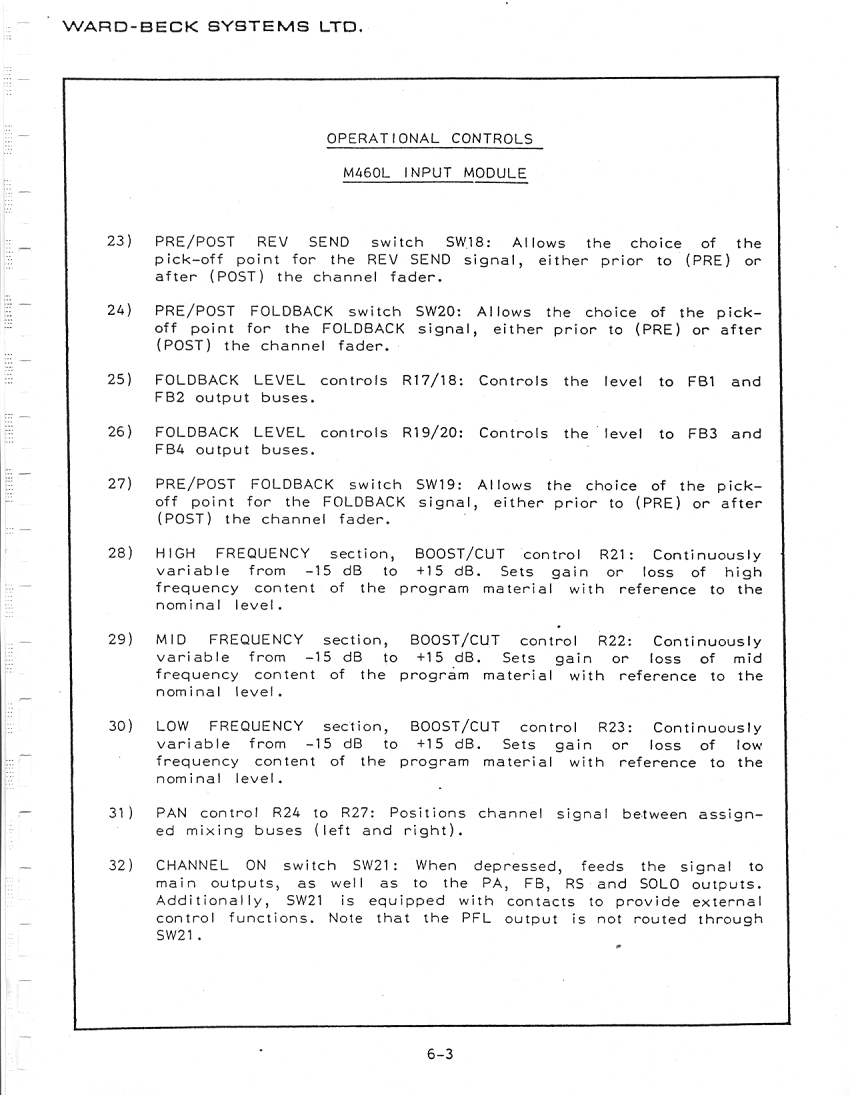 WARD-BECK SYSTEMS LTD.
OPERATIONAL CONTROLS
M460L INPUT MODULE
23) PRE/POST REV SEND switch SW18: Allows the choice of the
pick-off point for the REV SEND signal, either prior to (PRE) or
after (POST) the channel fader.
24) PRE/POST FOLDBACK switch SW20: Allows the choice of the pick-
off point for the FOLDBACK signal, either prior to (PRE) or after
(POST) the channel fader.
25) FOLDBACK LEVEL controls R17/18: Controls the level to FB1 and
FB2 output buses.
26) FOLDBACK LEVEL controls R19/20: Controls the level to FB3 and
FB4 output buses.
27) PRE/POST FOLDBACK switch SW19: Allows the choice of the pick-
off point for the FOLDBACK signal, either prior to (PRE) or after
(POST) the channel fader.
28) HIGH FREQUENCY section, BOOST/CUT control R21: Continuously
variable from -15 dB to +15 dB. Sets gain or loss of high
frequency content of the program material with reference to the
nominal level.
29) MID FREQUENCY section, BOOST/CUT control R22: Continuously
variable from -15 dB to +15 dB. Sets gain or loss of mid
frequency content of the program material with reference to the
nominal level.
30) LOW FREQUENCY section, BOOST/CUT control R23: Continuously
variable from -15 dB to +15 dB. Sets gain or loss of low
frequency content of the program material with reference to the
nominal level.
31) PAN control R24 to R27: Positions channel signal between assign-
ed mixing buses (left and right).
32) CHANNEL ON switch SW21: When depressed, feeds the signal to
main outputs, as well as to the PA, FB, RS and SOLO outputs.
Additionally, SW21 is equipped with contacts to provide external
control functions. Note that the PFL output is not routed through
SW21.
6-3